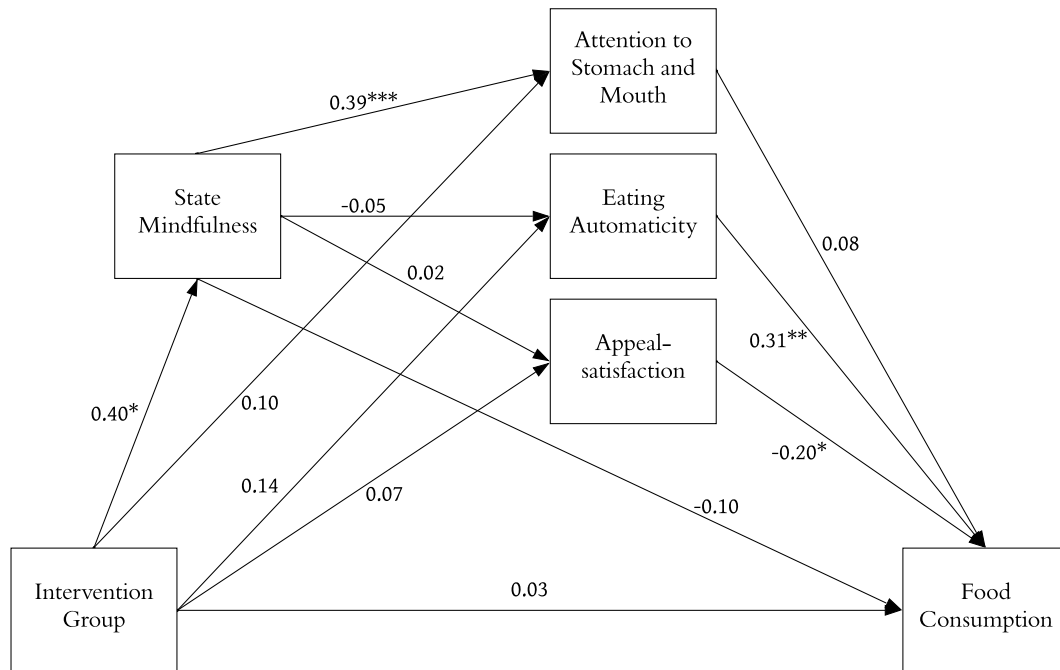 Attention to
Stomach and
Mouth
0.39***
State
Mindfulness
-0.05
Eating
Automaticity
0.08
0.02
0.31**
Appeal-
satisfaction
0.40*
0.10
-0.20*
0.14
0.07
-0.10
Intervention
Group
0.03
Food
Consumption